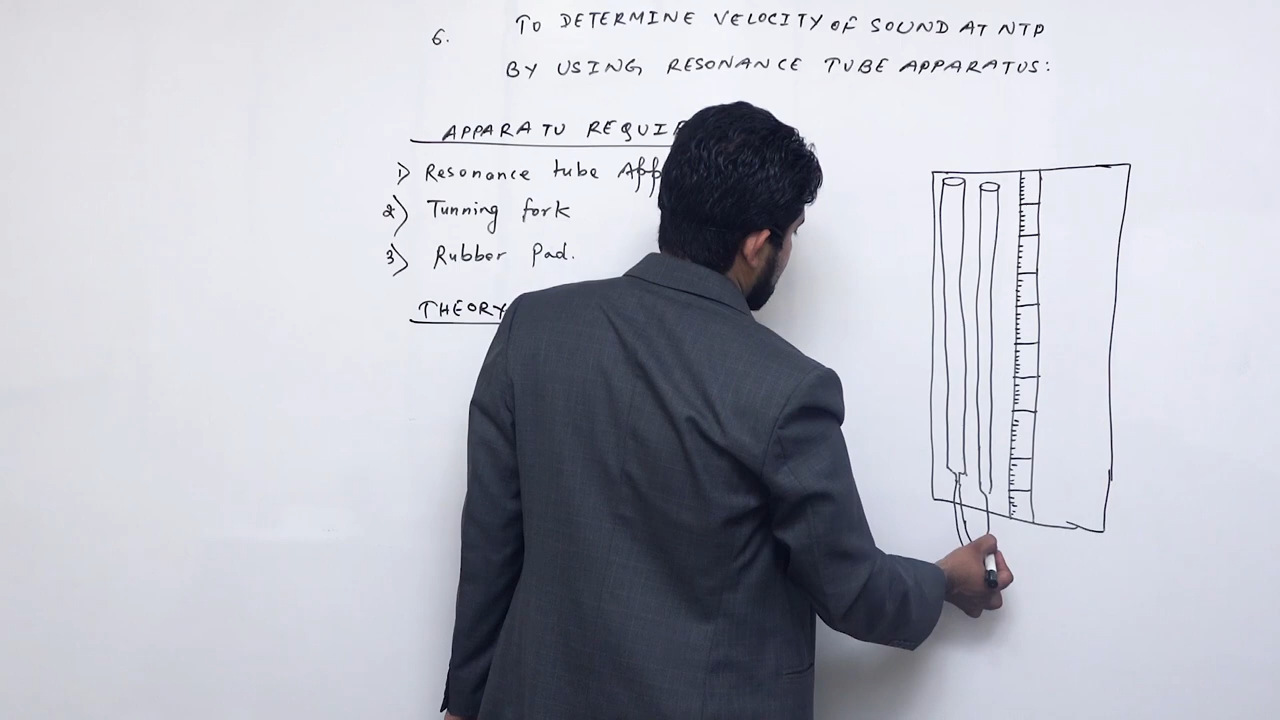 6. TO DETERMINE VELOCITY OF SOUND AT NTP
BY USING RESONANCE TUBE APPARATUS:
APPARATU
1) Resonance tube
2) Tunning fork
3) Rubber Pad.
THEORY